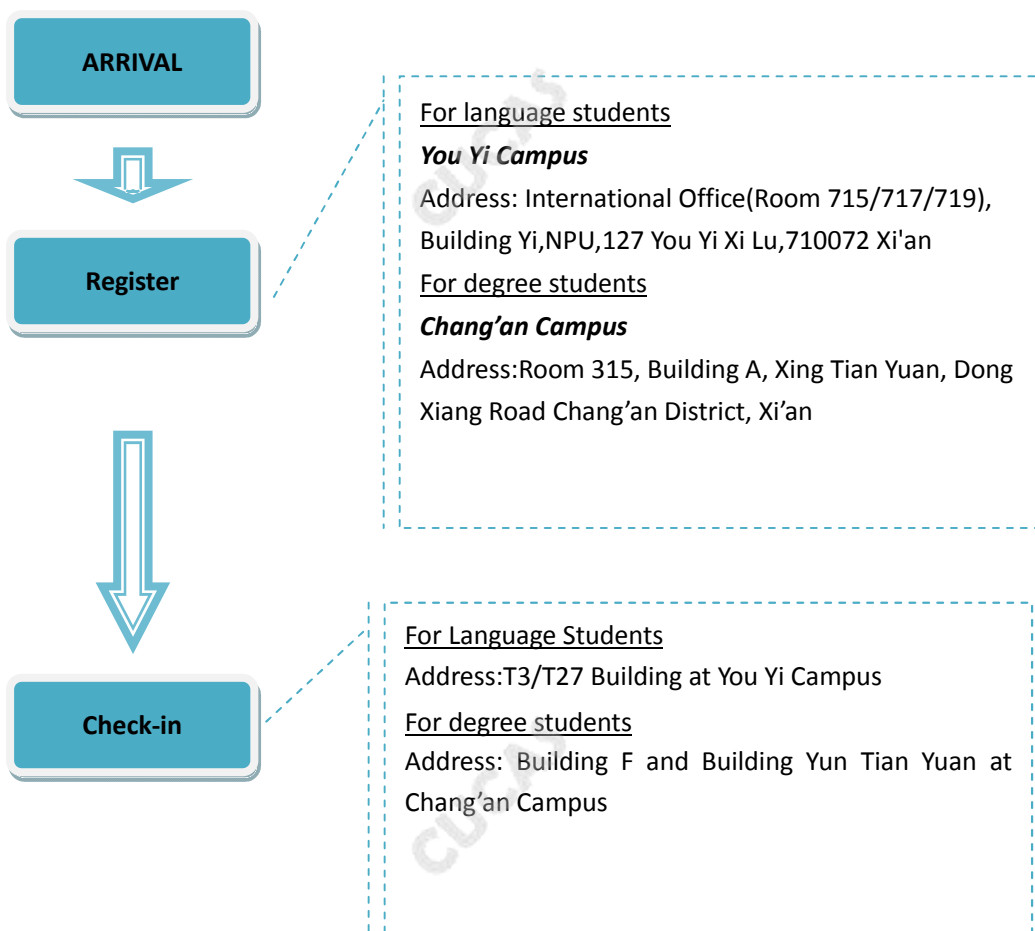 ARRIVAL
Register
For language students
You Yi Campus
Address: International Office(Room 715/717/719),
Building Yi,NPU,127 You Yi Xi Lu,710072 Xi'an
For degree students
Chang’an Campus
Address:Room 315, Building A, Xing Tian Yuan, Dong
Xiang Road Chang’an District, Xi’an
Check-in
For Language Students
Address:T3/T27 Building at You Yi Campus
For degree students
Address: Building F and Building Yun Tian Yuan at
Chang’an Campus
CUCAS
CUCAS